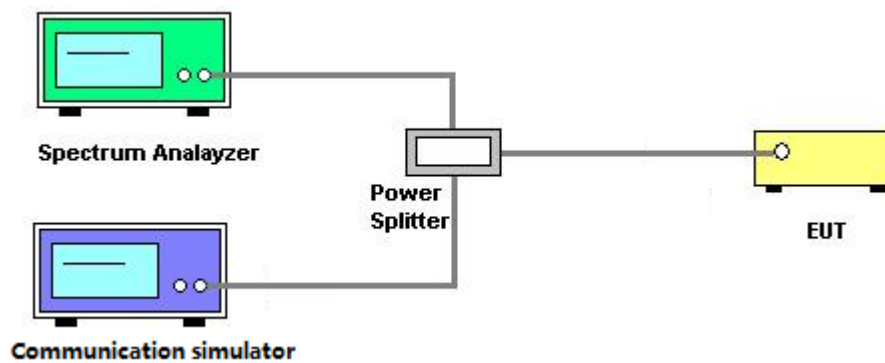 Spectrum Analayzer
Power
Splitter
EUT
Communication simulator